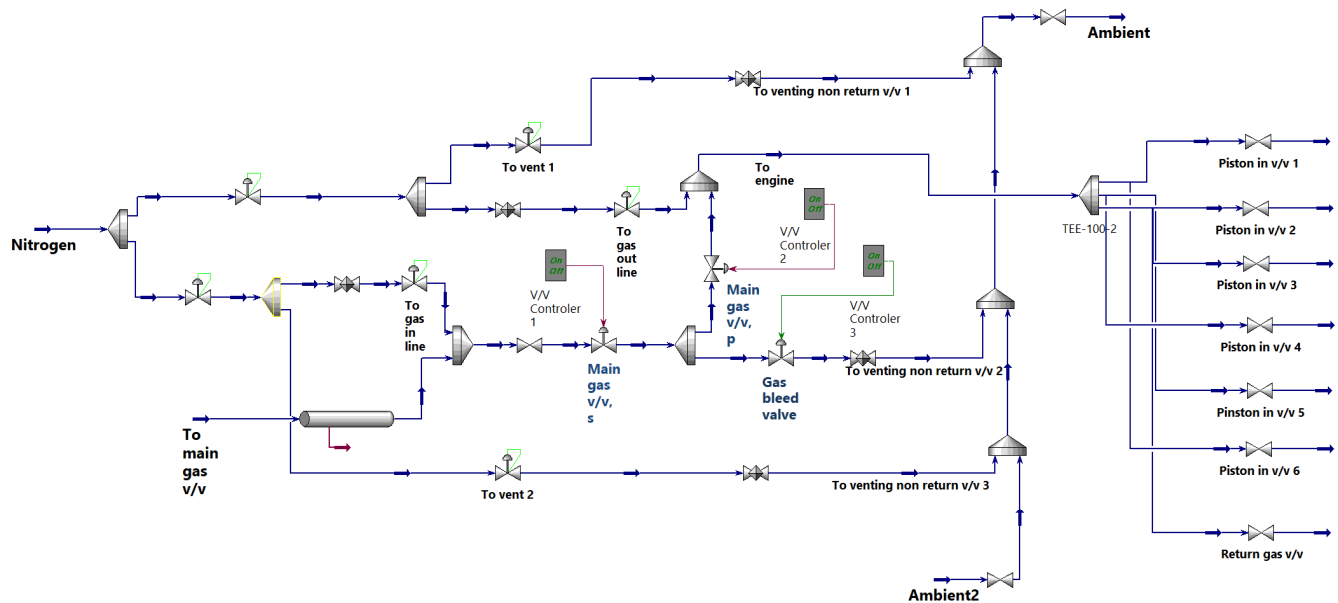 Ambient
To venting non return v/v 1
To vent 1
Piston in v/v 1
To
engine
On
Off
TEE-100-2
Piston in v/v 2
Nitrogen
To
gas
out
line
V/V
Controler
2
On
Off
On
Off
Piston in v/v 3
To
gas
in
line
V/V
Controler
1
Main
gas
v/v,
p
V/V
Controler
3
Piston in v/v 4
Main
gas
v/v,
s
Gas
bleed
valve
To venting non return v/v 2
Pinston in v/v 5
To
main
gas
v/v
To vent 2
To venting non return v/v 3
Piston in v/v 6
Return gas v/v
Ambient2